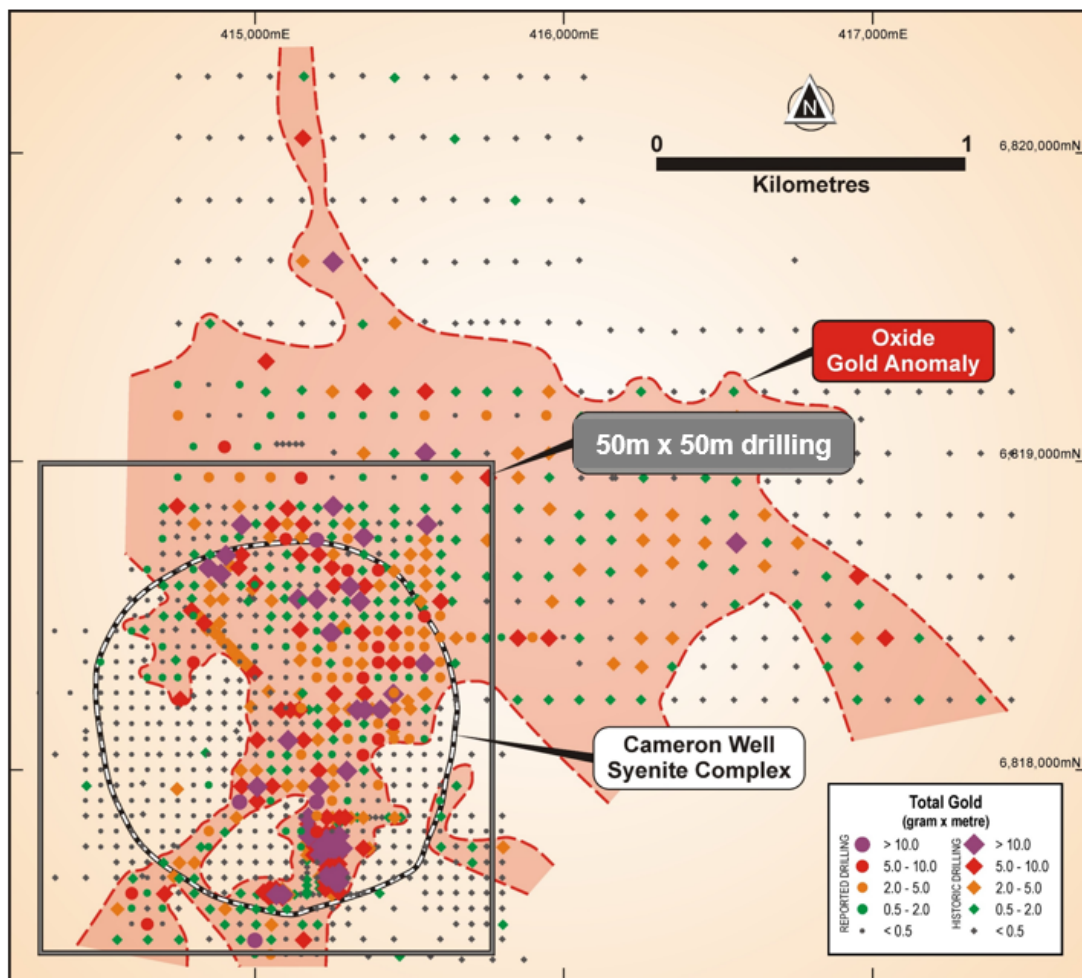 415,000mE
416,000mE
417,000mE
N
0
1
Kilometres
6,820,000mN
Oxide
Gold Anomaly
50m x 50m drilling
6,819,000mN
Cameron Well
Syenite Complex
6,818,000mN
Total Gold
(gram x metre)
REPORTED DRILLING
> 10.0
5.0 - 10.0
2.0 - 5.0
0.5 - 2.0
< 0.5
HISTORIC DRILLING
> 10.0
5.0 - 10.0
2.0 - 5.0
0.5 - 2.0
< 0.5